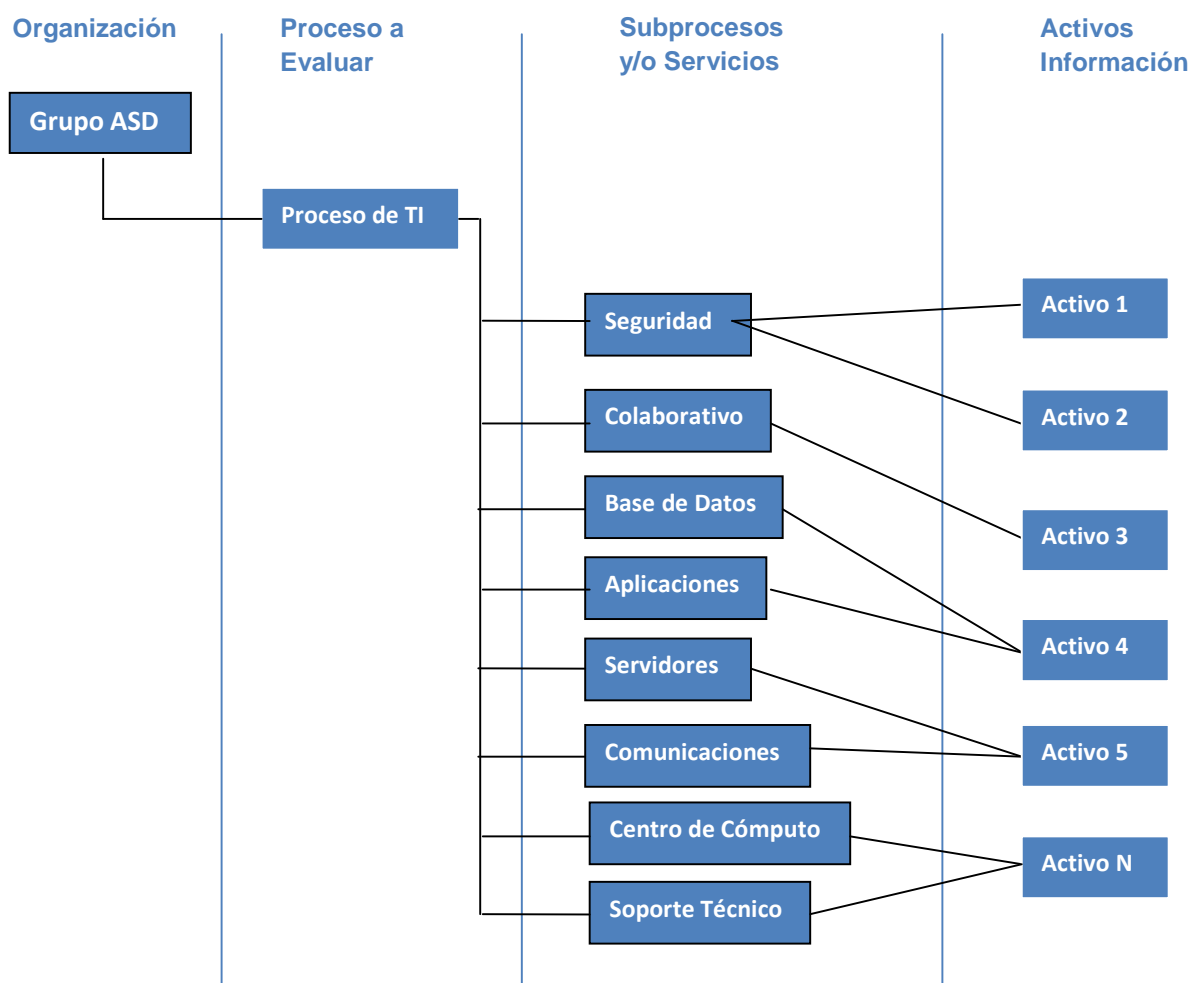 Organización
Proceso a
Evaluar
Subprocesos
y/o Servicios
Activos
Información
Grupo ASD
Proceso de TI
Seguridad
Colaborativo
Base de Datos
Aplicaciones
Servidores
Comunicaciones
Centro de Cómputo
Soporte Técnico
Activo 1
Activo 2
Activo 3
Activo 4
Activo 5
Activo N